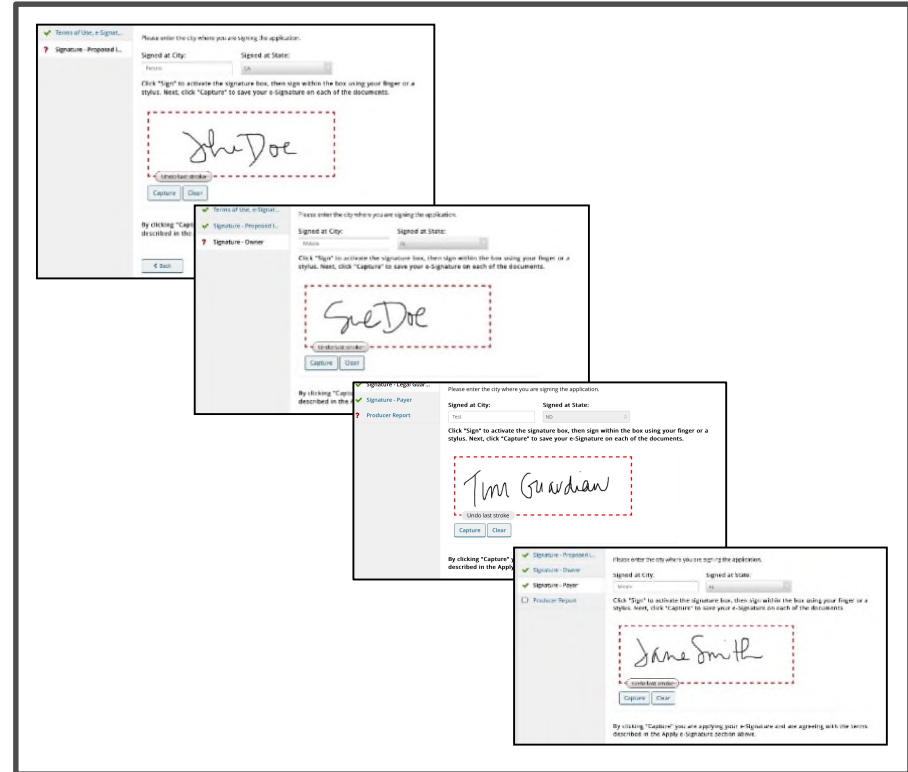 Terms of Use, e-Signat...
Signature - Proposed I...
Please enter the city where you are signing the application.
Signed at City: Signed at State:
CA
Click "Sign" to activate the signature box, then sign within the box using your finger or a
stylus. Next, click "Capture" to save your e-Signature on each of the documents.
Doe
Undo last stroke
Capture Clear
By clicking "Capt
described in the
< Back
Terms of Use, e-Signat...
Signature - Proposed I...
Signature - Owner
Please enter the city where you are signing the application.
Signed at City: Signed at State:
Mobile AL
Click "Sign" to activate the signature box, then sign within the box using your finger or a
stylus. Next, click "Capture" to save your e-Signature on each of the documents.
Sue Doe
Undo last stroke
Capture Clear
By clicking "Captu
described in the A
Signature - Legal Guar...
Signature - Payer
Producer Report
Please enter the city where you are signing the application.
Signed at City: Signed at State:
Test ND
Click "Sign" to activate the signature box, then sign within the box using your finger or a
stylus. Next, click "Capture" to save your e-Signature on each of the documents.
Tim Guardian
Undo last stroke
Capture Clear
By clicking "Capture" y
described in the Apply
Signature - Proposed I...
Signature - Owner
Signature - Payer
Producer Report
Please enter the city where you are signing the application.
Signed at City: Signed at State:
Mobile AL
Click "Sign" to activate the signature box, then sign within the box using your finger or a
stylus. Next, click "Capture" to save your e-Signature on each of the documents.
Jane Smith
Undo last stroke
Capture Clear
By clicking "Capture" you are applying your e-Signature and are agreeing with the terms
described in the Apply e-Signature section above.